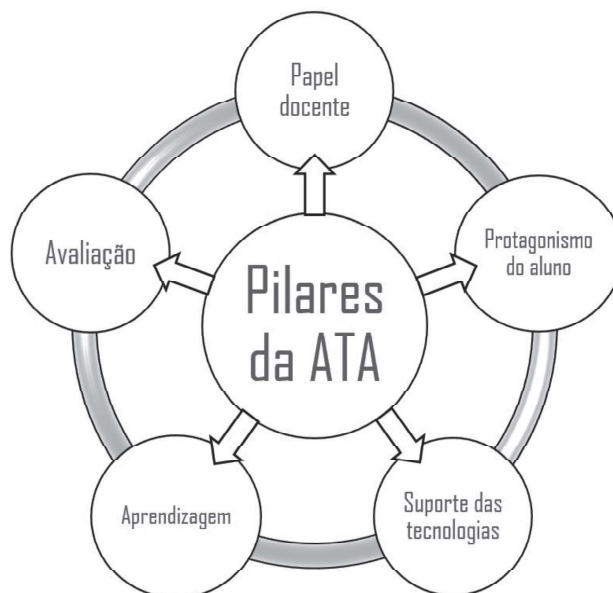 Papel
docente
Avaliação
Protagonismo
do aluno
Pilares
da ATA
Aprendizagem
Suporte das
tecnologias